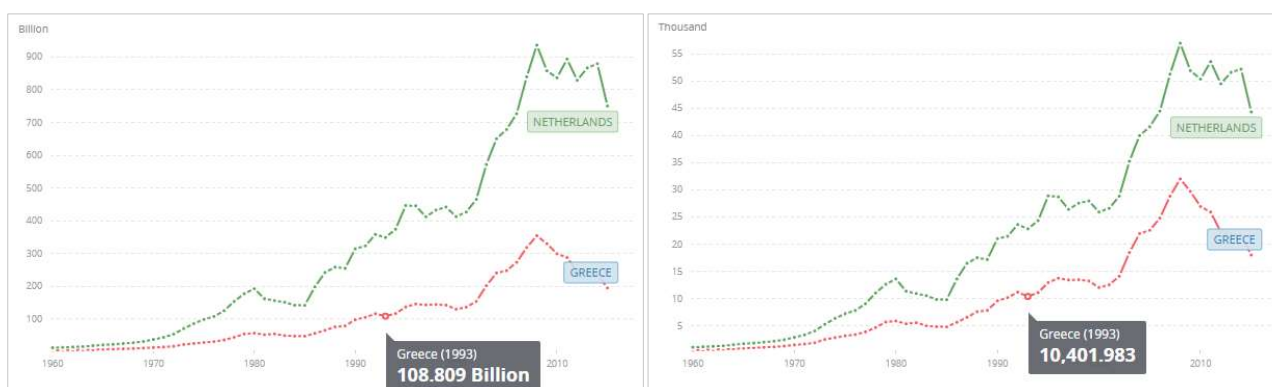 Billion
900
800
700
600
500
400
300
200
100
NETHERLANDS
GREECE
1960 1970 1980 1990 2010
Greece (1993)
108.809 Billion
Thousand
55
50
45
40
35
30
25
20
15
10
5
NETHERLANDS
GREECE
1960 1970 1980 1990 2010
Greece (1993)
10,401.983